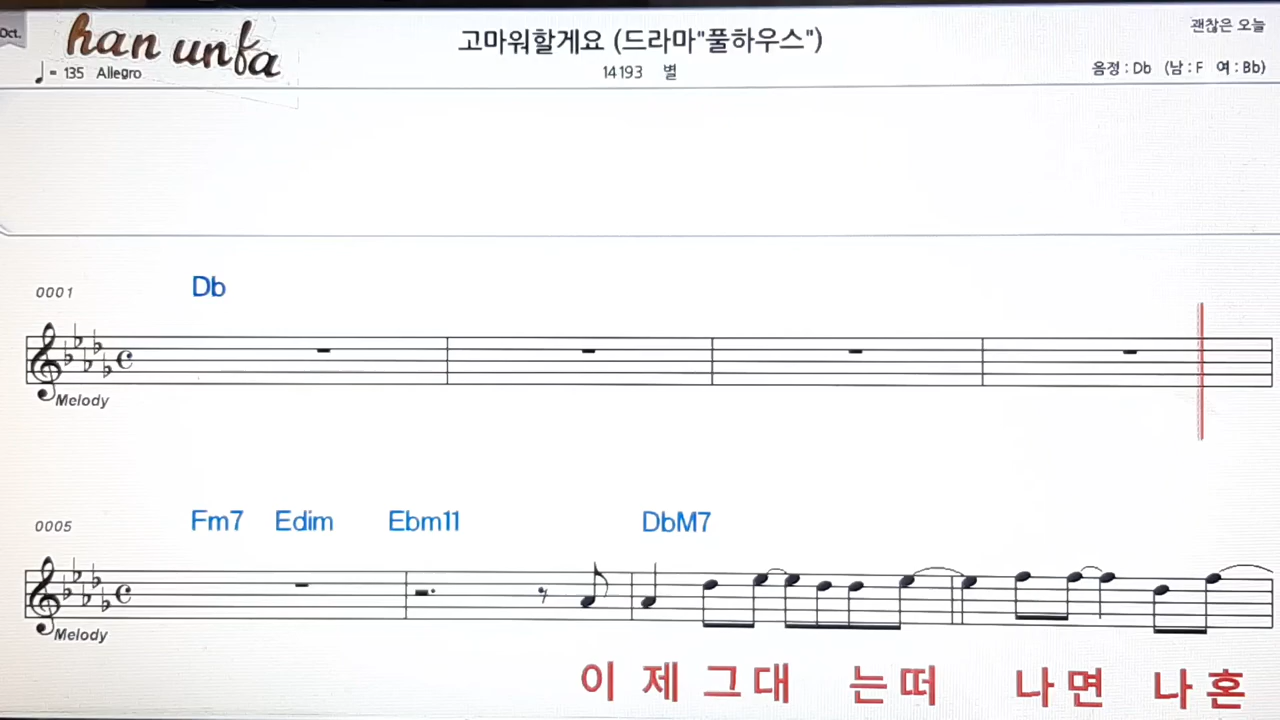 Oct.
han unfa
고마워할게요 (드라마"풀하우스")
괜찮은 오늘
♩= 135 Allegro
14193 별
음정 : Db (남 : F 여 : Bb)
0001
Db
Melody
0005
Fm7 Edim Ebm11 DbM7
Melody
이 제 그 대 는 떠 나 면 나 혼